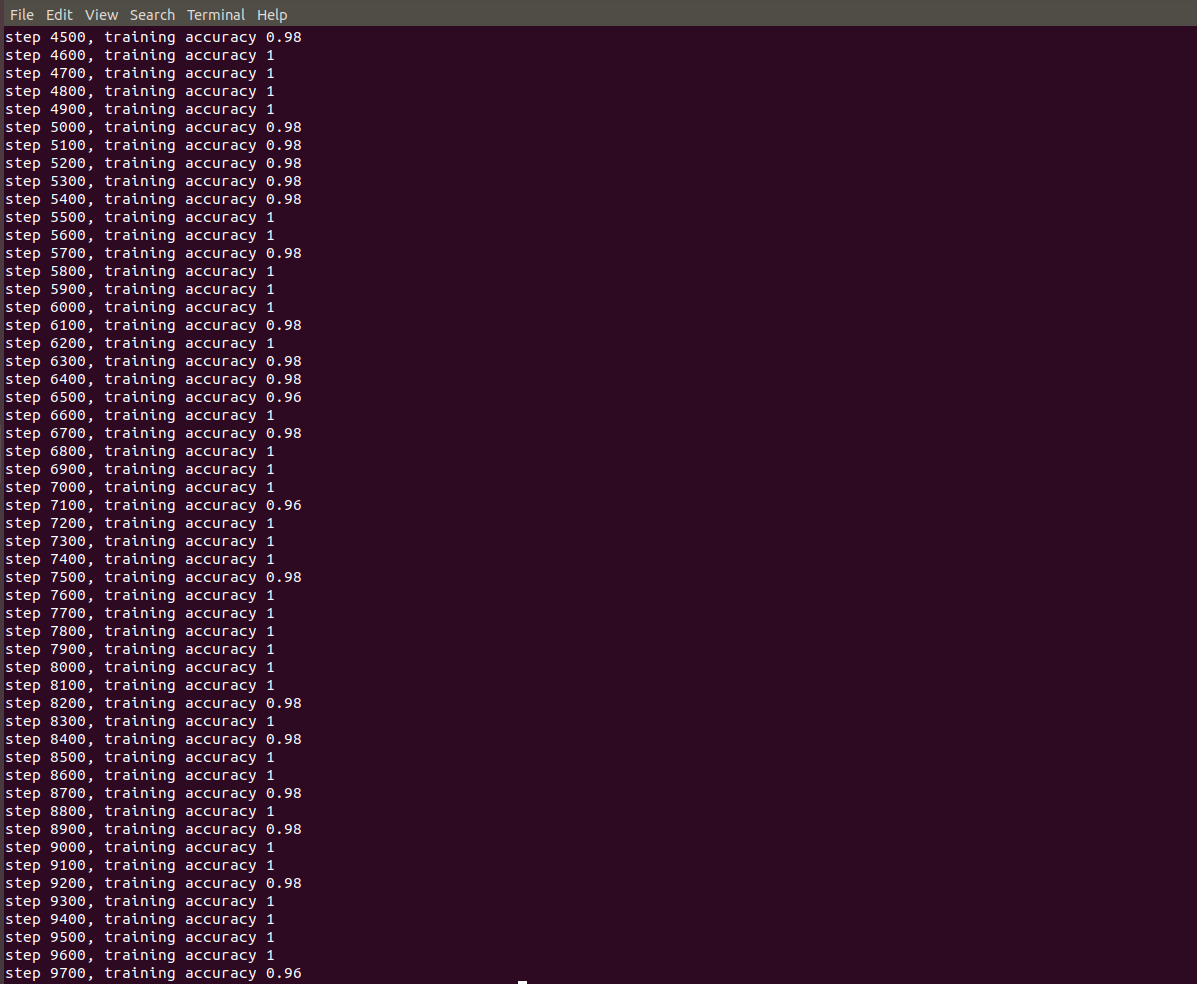 File Edit View Search Terminal Help
step 4500, training accuracy 0.98
step 4600, training accuracy 1
step 4700, training accuracy 1
step 4800, training accuracy 1
step 4900, training accuracy 1
step 5000, training accuracy 0.98
step 5100, training accuracy 0.98
step 5200, training accuracy 0.98
step 5300, training accuracy 0.98
step 5400, training accuracy 0.98
step 5500, training accuracy 1
step 5600, training accuracy 1
step 5700, training accuracy 0.98
step 5800, training accuracy 1
step 5900, training accuracy 1
step 6000, training accuracy 1
step 6100, training accuracy 0.98
step 6200, training accuracy 1
step 6300, training accuracy 0.98
step 6400, training accuracy 0.98
step 6500, training accuracy 0.96
step 6600, training accuracy 1
step 6700, training accuracy 0.98
step 6800, training accuracy 1
step 6900, training accuracy 1
step 7000, training accuracy 1
step 7100, training accuracy 0.96
step 7200, training accuracy 1
step 7300, training accuracy 1
step 7400, training accuracy 1
step 7500, training accuracy 0.98
step 7600, training accuracy 1
step 7700, training accuracy 1
step 7800, training accuracy 1
step 7900, training accuracy 1
step 8000, training accuracy 1
step 8100, training accuracy 1
step 8200, training accuracy 0.98
step 8300, training accuracy 1
step 8400, training accuracy 0.98
step 8500, training accuracy 1
step 8600, training accuracy 1
step 8700, training accuracy 0.98
step 8800, training accuracy 1
step 8900, training accuracy 0.98
step 9000, training accuracy 1
step 9100, training accuracy 1
step 9200, training accuracy 0.98
step 9300, training accuracy 1
step 9400, training accuracy 1
step 9500, training accuracy 1
step 9600, training accuracy 1
step 9700, training accuracy 0.96